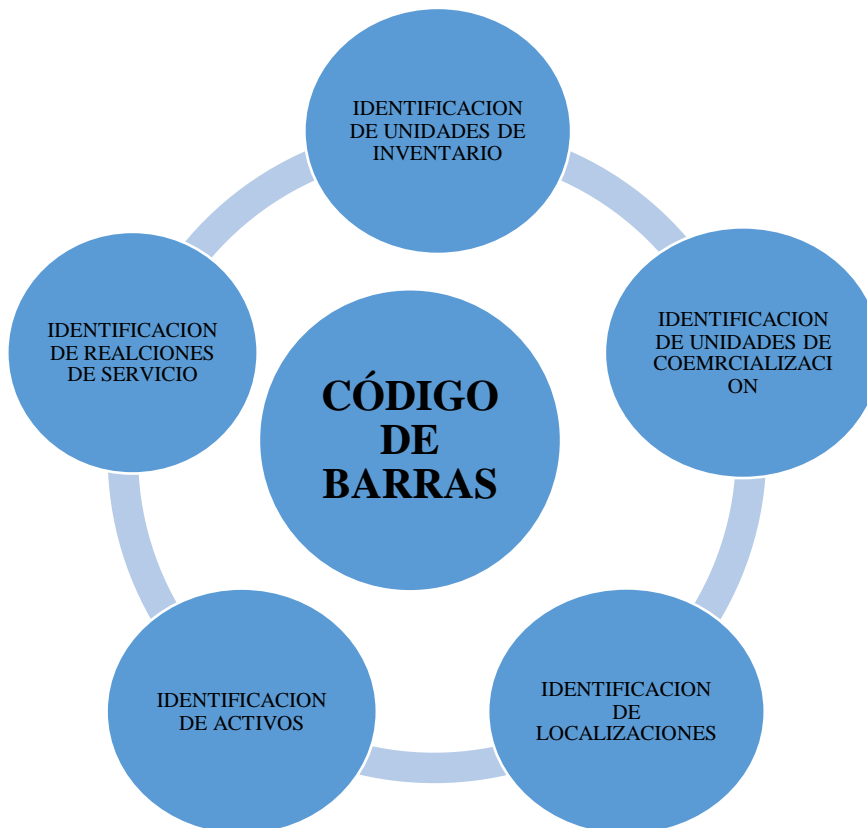 IDENTIFICACION
DE UNIDADES DE
INVENTARIO
IDENTIFICACION
DE REALCIONES
DE SERVICIO
IDENTIFICACION
DE UNIDADES DE
COEMRCIALIZACI
ON
CÓDIGO
DE
BARRAS
IDENTIFICACION
DE ACTIVOS
IDENTIFICACION
DE
LOCALIZACIONES